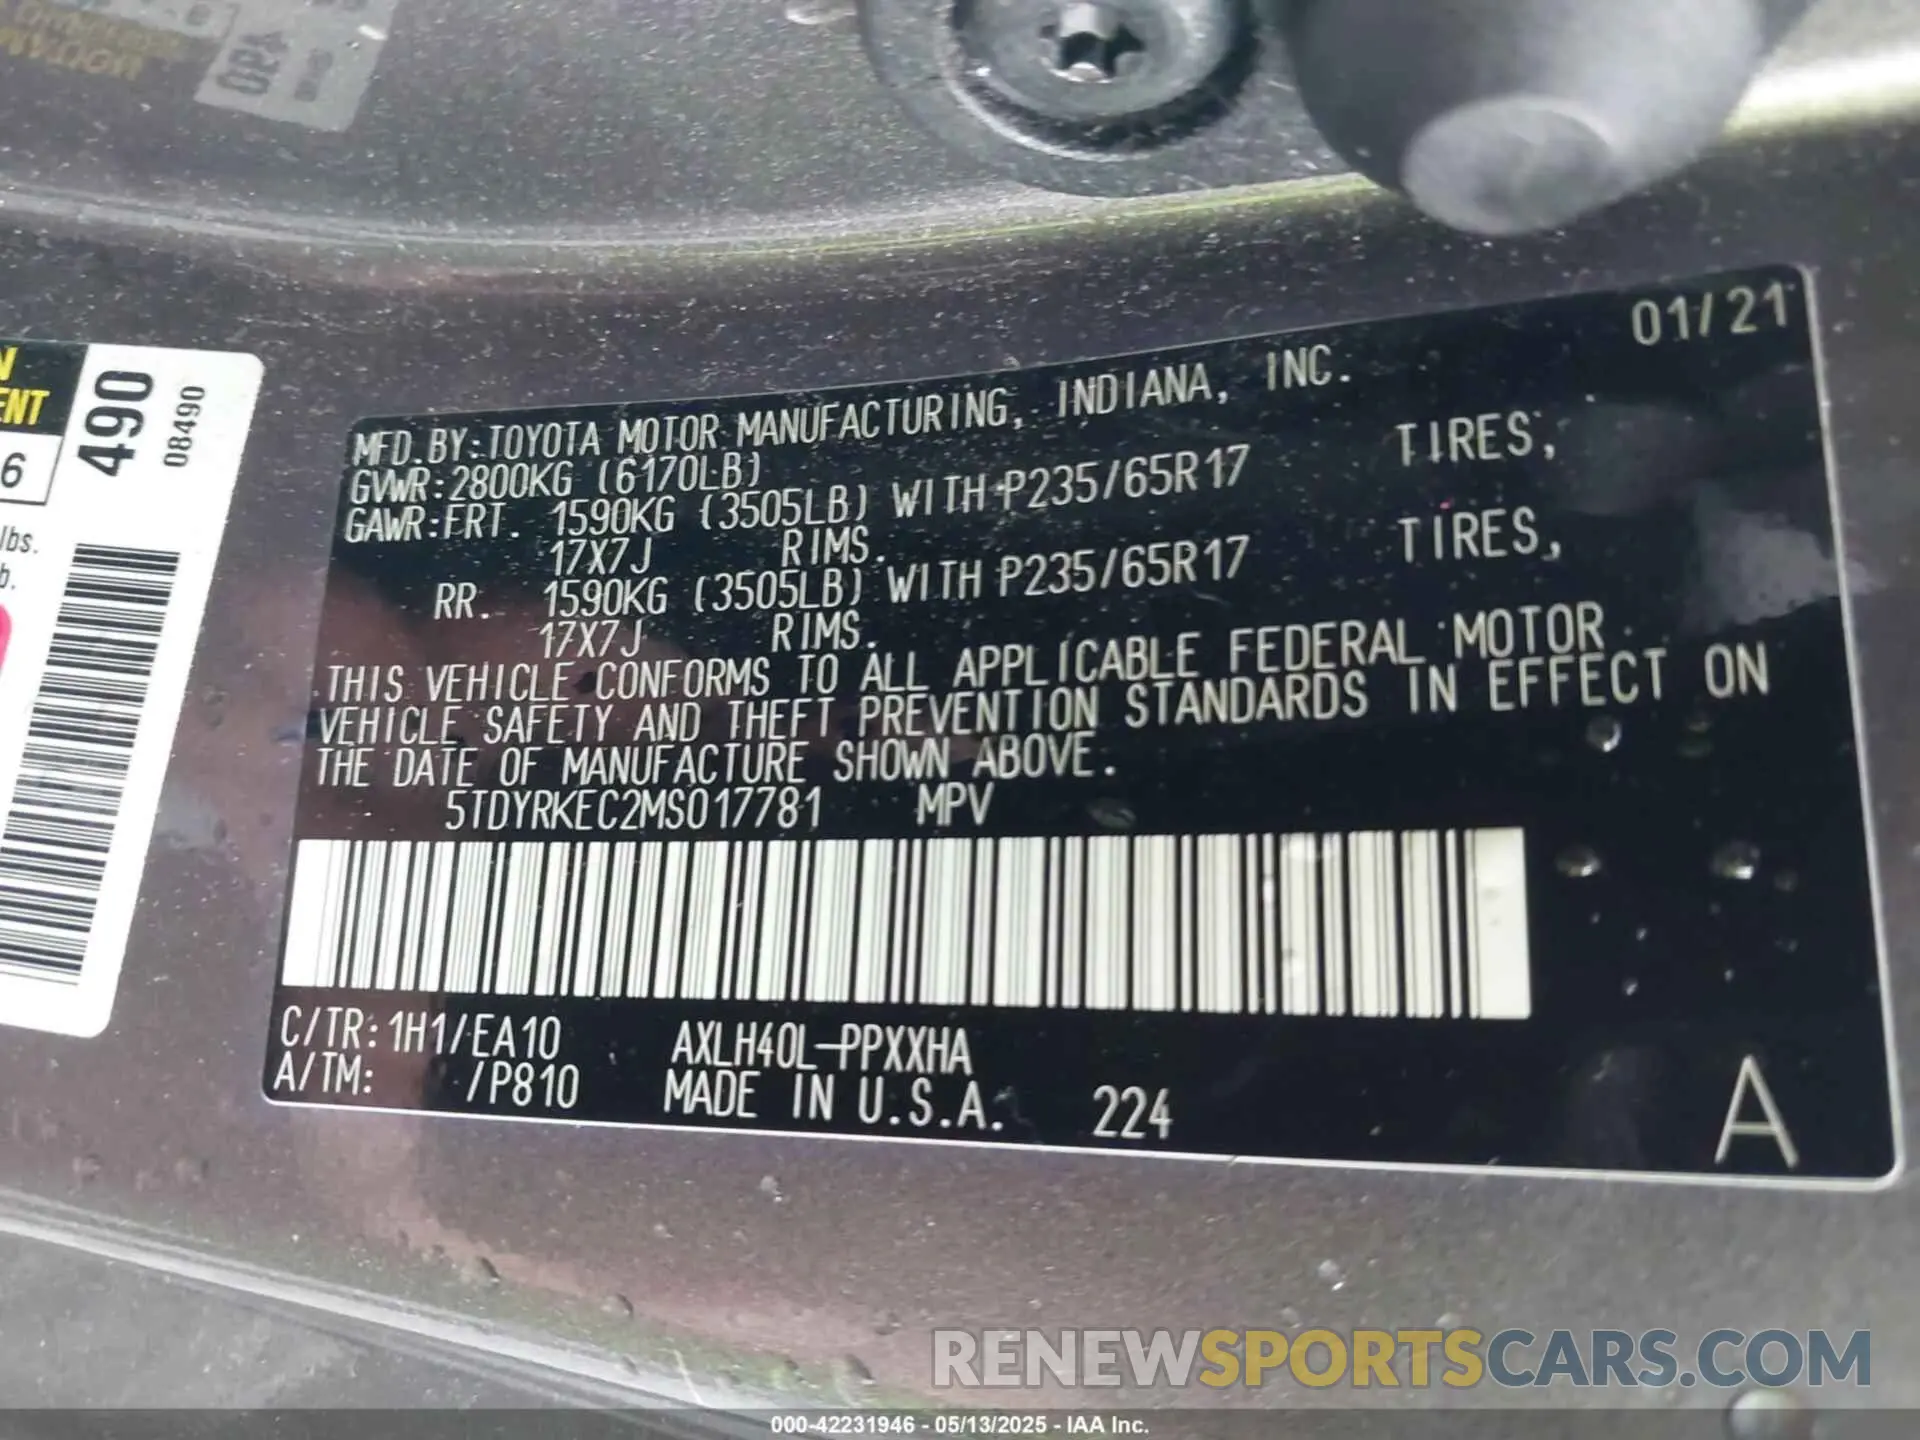 490
08490
N
ENT
6
lbs.
b.
01/21
MFD. BY: TOYOTA MOTOR MANUFACTURING, INDIANA, INC.
GVWR: 2800KG (6170LB)
GAWR: FRT. 1590KG (3505LB) WITH P235/65R17 TIRES,
17X7J RIMS.
RR. 1590KG (3505LB) WITH P235/65R17 TIRES,
17X7J RIMS.
THIS VEHICLE CONFORMS TO ALL APPLICABLE FEDERAL MOTOR
VEHICLE SAFETY AND THEFT PREVENTION STANDARDS IN EFFECT ON
THE DATE OF MANUFACTURE SHOWN ABOVE.
5TDYRKEC2MS017781 MPV
C/TR: 1H1/EA10 AXLH40L-PPXXHA
A/TM: /P810 MADE IN U.S.A. 224
A
RENEWSPORTSCARS.COM
000-42231946 - 05/13/2025 - IAA Inc.